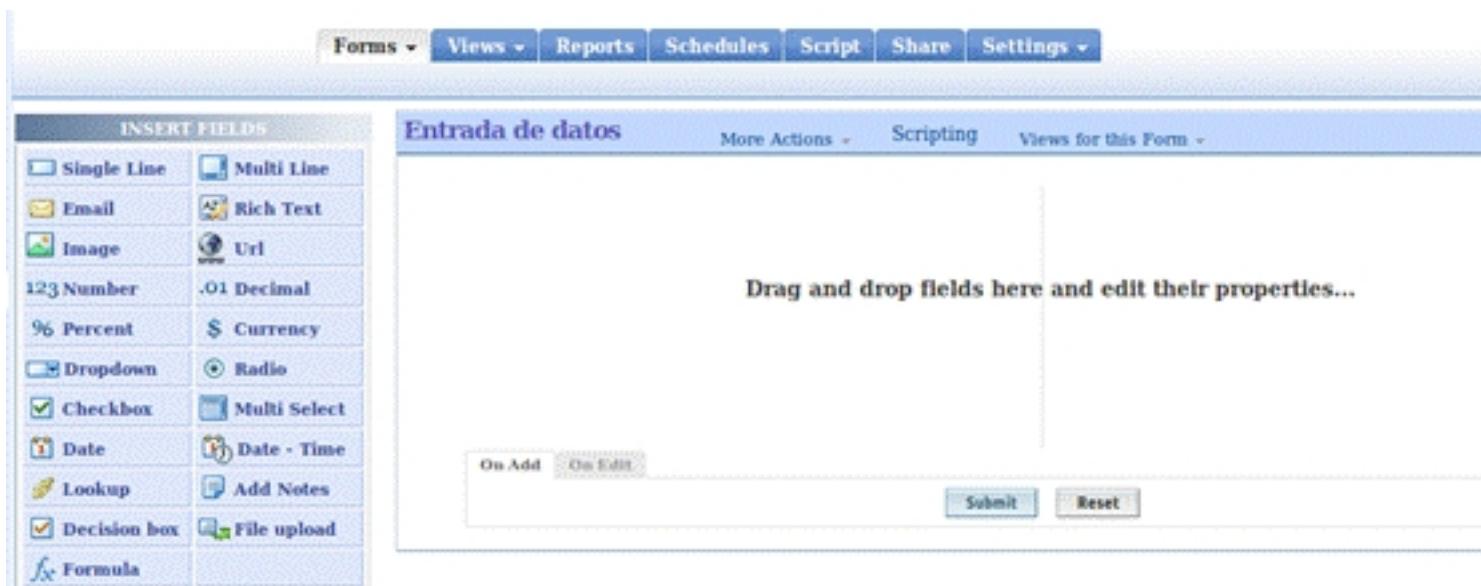 Forms Views Reports Schedules Script Share Settings
INSERT FIELDS
Single Line Multi Line
Email Rich Text
Image Url
123 Number .01 Decimal
% Percent $ Currency
Dropdown Radio
Checkbox Multi Select
Date Date - Time
Lookup Add Notes
Decision box File upload
fx Formula
Entrada de datos More Actions Scripting Views for this Form
Drag and drop fields here and edit their properties...
On Add On Edit
Submit Reset